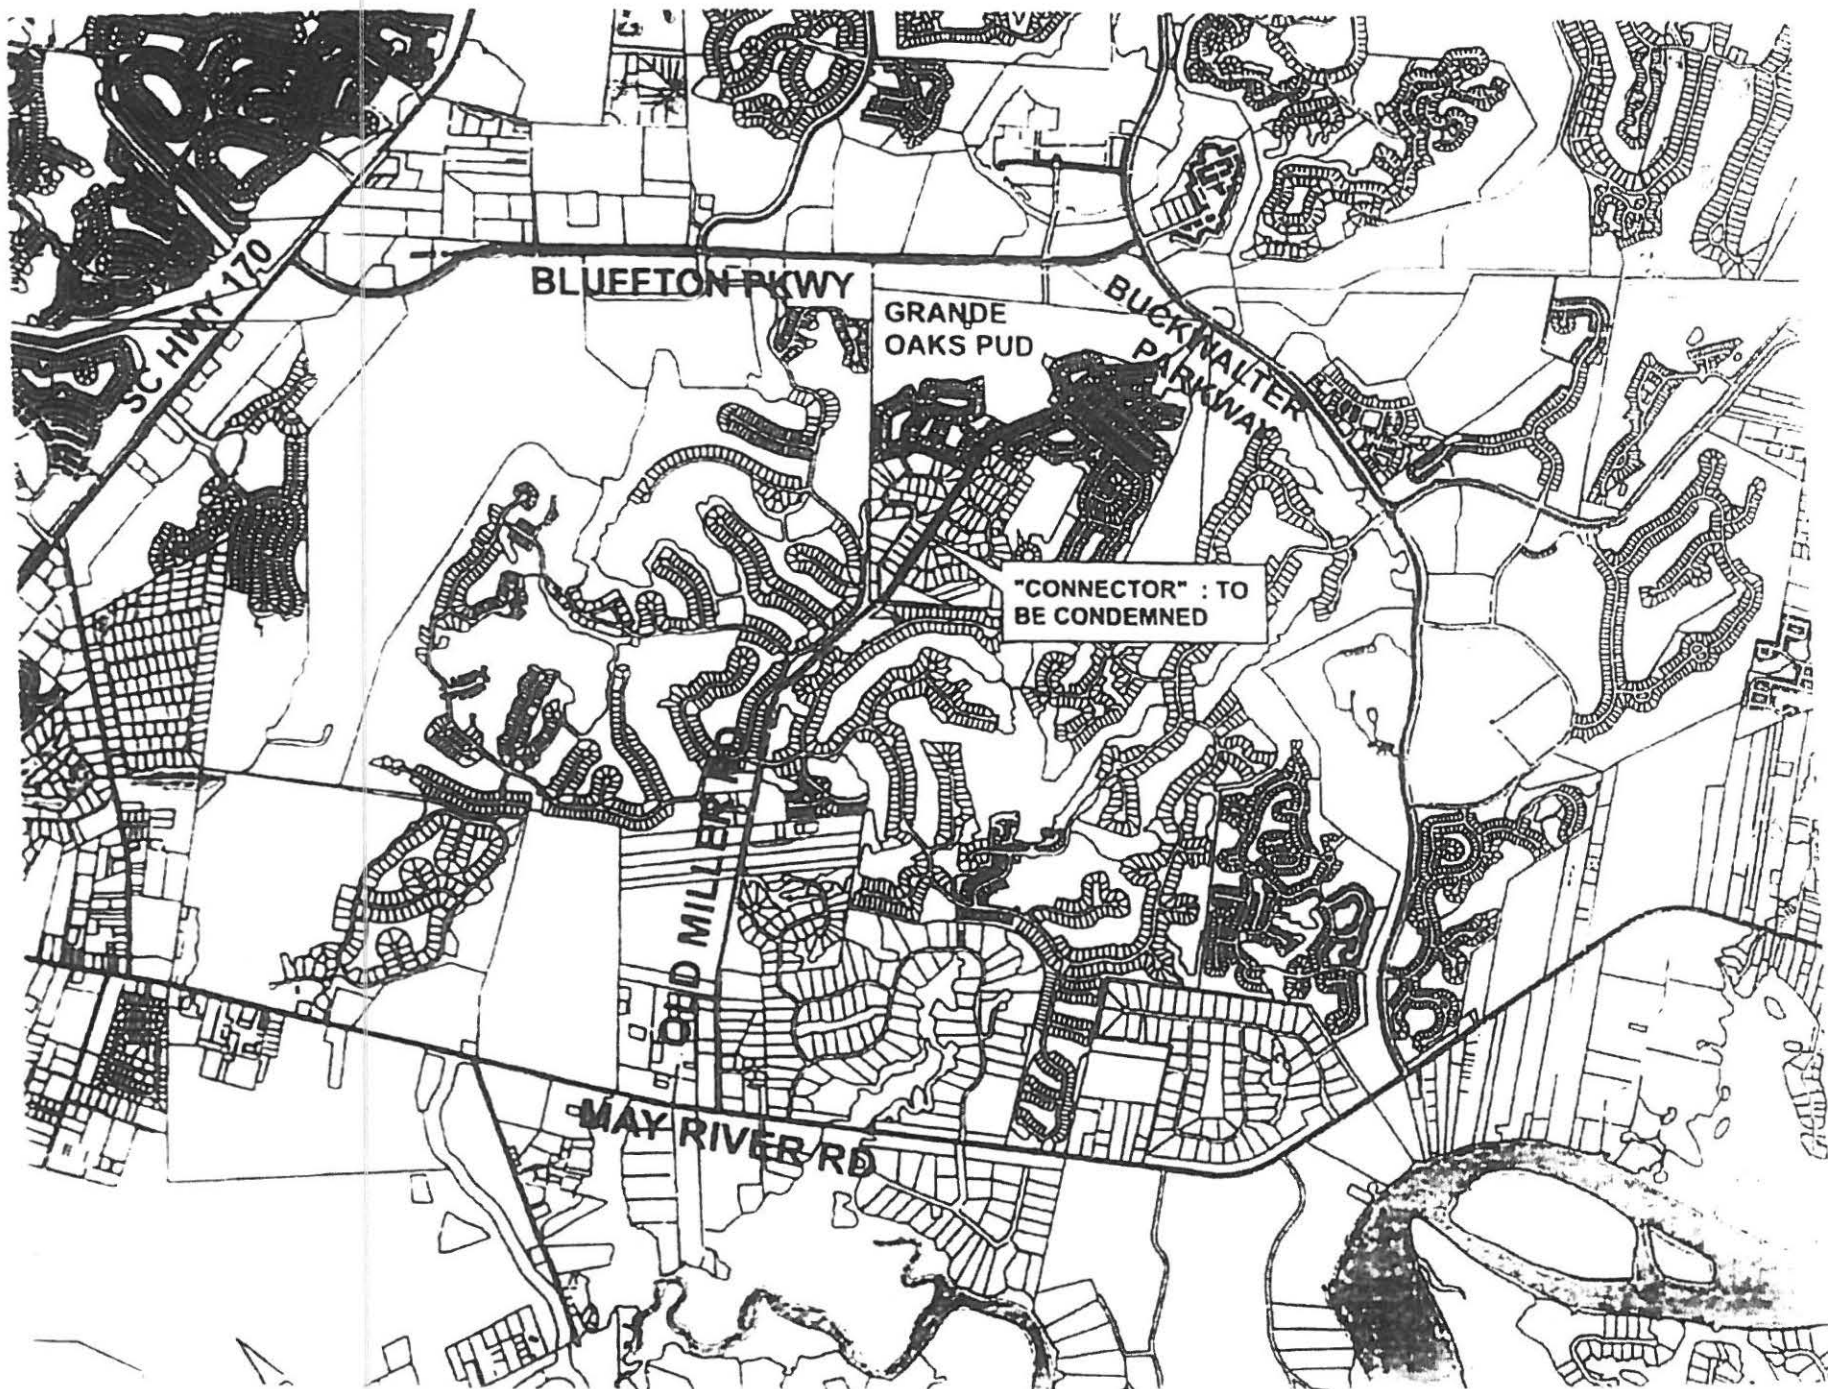 SC HWY 170
BLUFFTON PKWY
GRANDE
OAKS PUD
BUCKWALTER
PARKWAY
"CONNECTOR" : TO
BE CONDEMNED
OLD MILLER RD
MAY RIVER RD